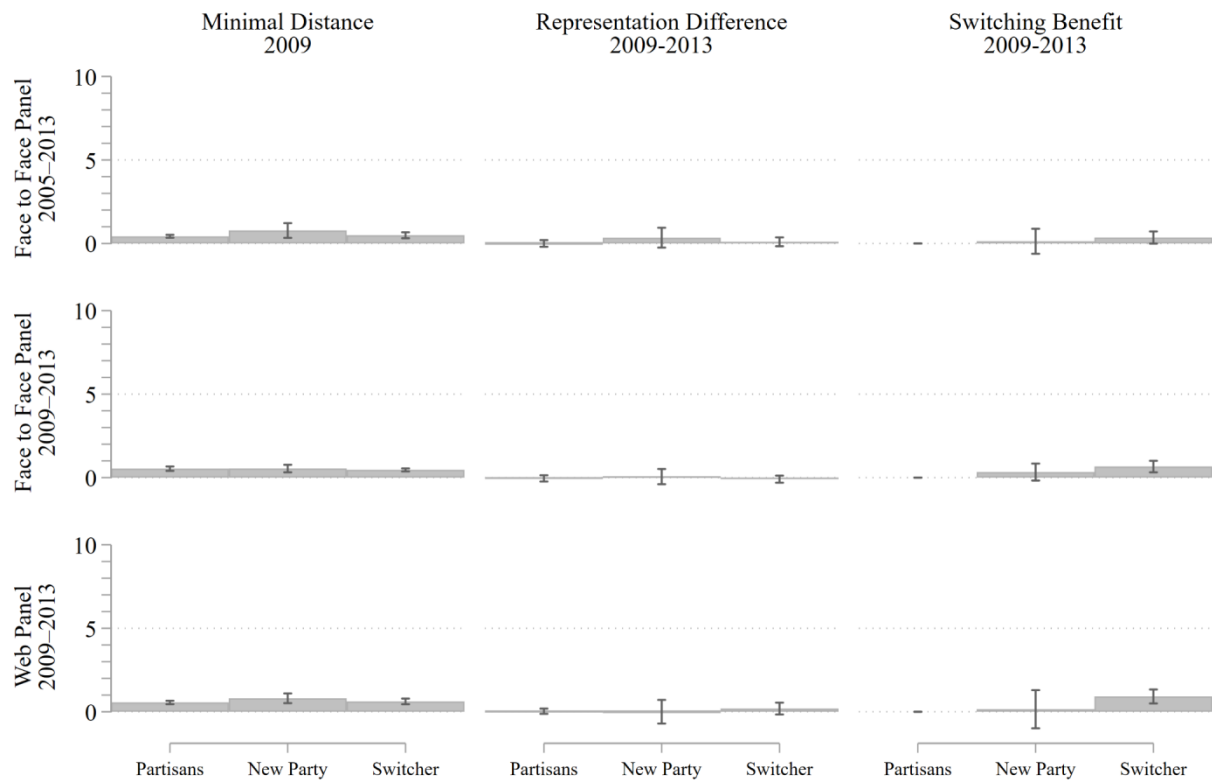 Minimal Distance
2009
Representation Difference
2009-2013
Switching Benefit
2009-2013
Face to Face Panel
2005–2013
10
5
0
Face to Face Panel
2009–2013
10
5
0
Web Panel
2009–2013
10
5
0
Partisans New Party Switcher
Partisans New Party Switcher
Partisans New Party Switcher